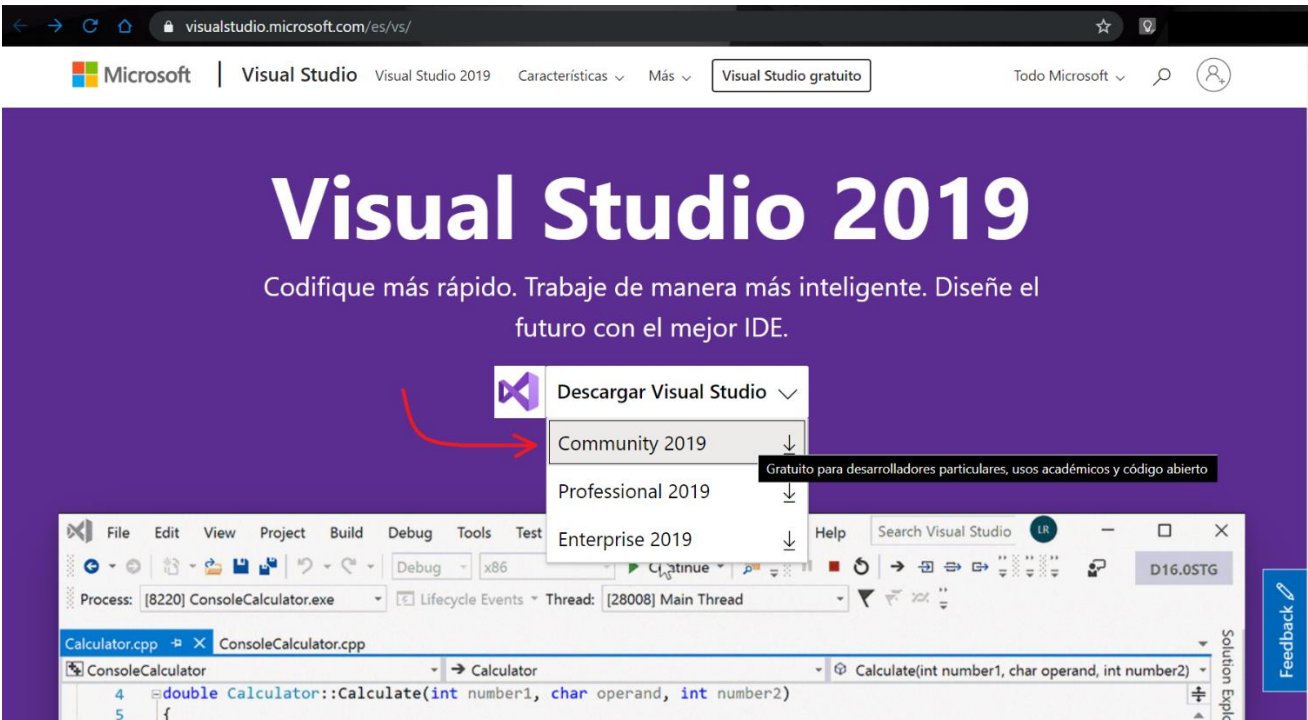 visualstudio.microsoft.com/es/vs/
Microsoft | Visual Studio Visual Studio 2019 Características Más Visual Studio gratuito Todo Microsoft
Visual Studio 2019
Codifique más rápido. Trabaje de manera más inteligente. Diseñe el
futuro con el mejor IDE.
Descargar Visual Studio
Community 2019
Gratuito para desarrolladores particulares, usos académicos y código abierto
Professional 2019
Enterprise 2019
File Edit View Project Build Debug Tools Test Help Search Visual Studio LR
Debug x86 Continue D16.0STG
Process: [8220] ConsoleCalculator.exe Lifecycle Events Thread: [28008] Main Thread
Calculator.cpp ConsoleCalculator.cpp
ConsoleCalculator Calculator Calculate(int number1, char operand, int number2)
4 double Calculator::Calculate(int number1, char operand, int number2)
5 {
Solution Explo
Feedback